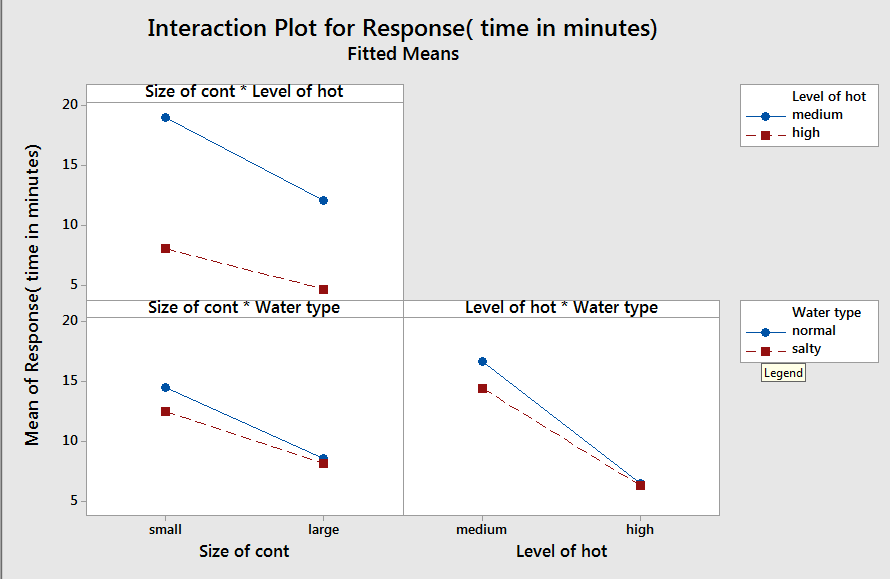 Interaction Plot for Response( time in minutes)
Fitted Means
Size of cont * Level of hot
Level of hot
medium
high
20
15
10
5
Mean of Response( time in minutes)
Size of cont * Water type
Level of hot * Water type
Water type
normal
salty
Legend
20
15
10
5
small
large
medium
high
Size of cont
Level of hot